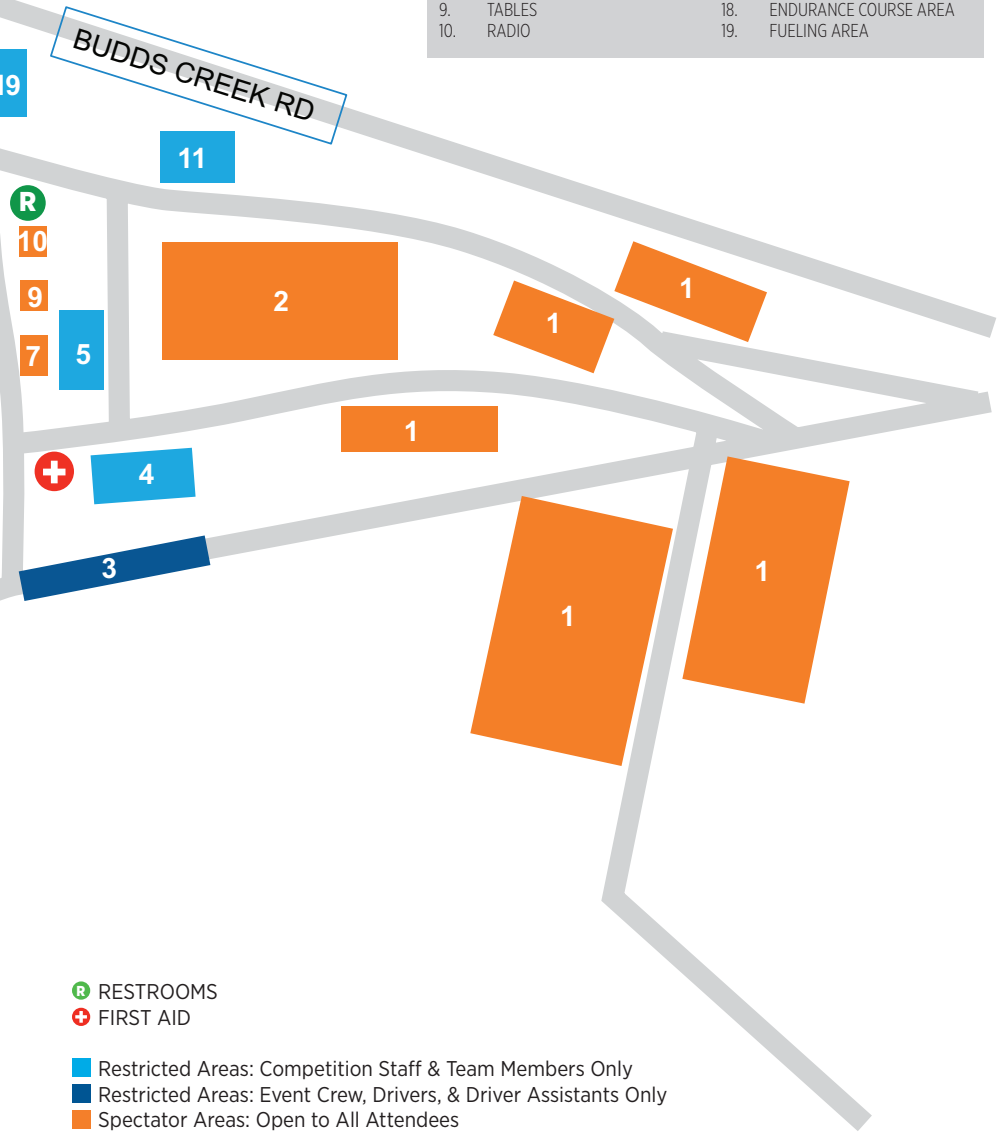 9. TABLES
10. RADIO
18. ENDURANCE COURSE AREA
19. FUELING AREA
BUDDS CREEK RD
19
11
R
10
9
7
5
2
1
1
1
4
3
1
1
R RESTROOMS
FIRST AID
Restricted Areas: Competition Staff & Team Members Only
Restricted Areas: Event Crew, Drivers, & Driver Assistants Only
Spectator Areas: Open to All Attendees